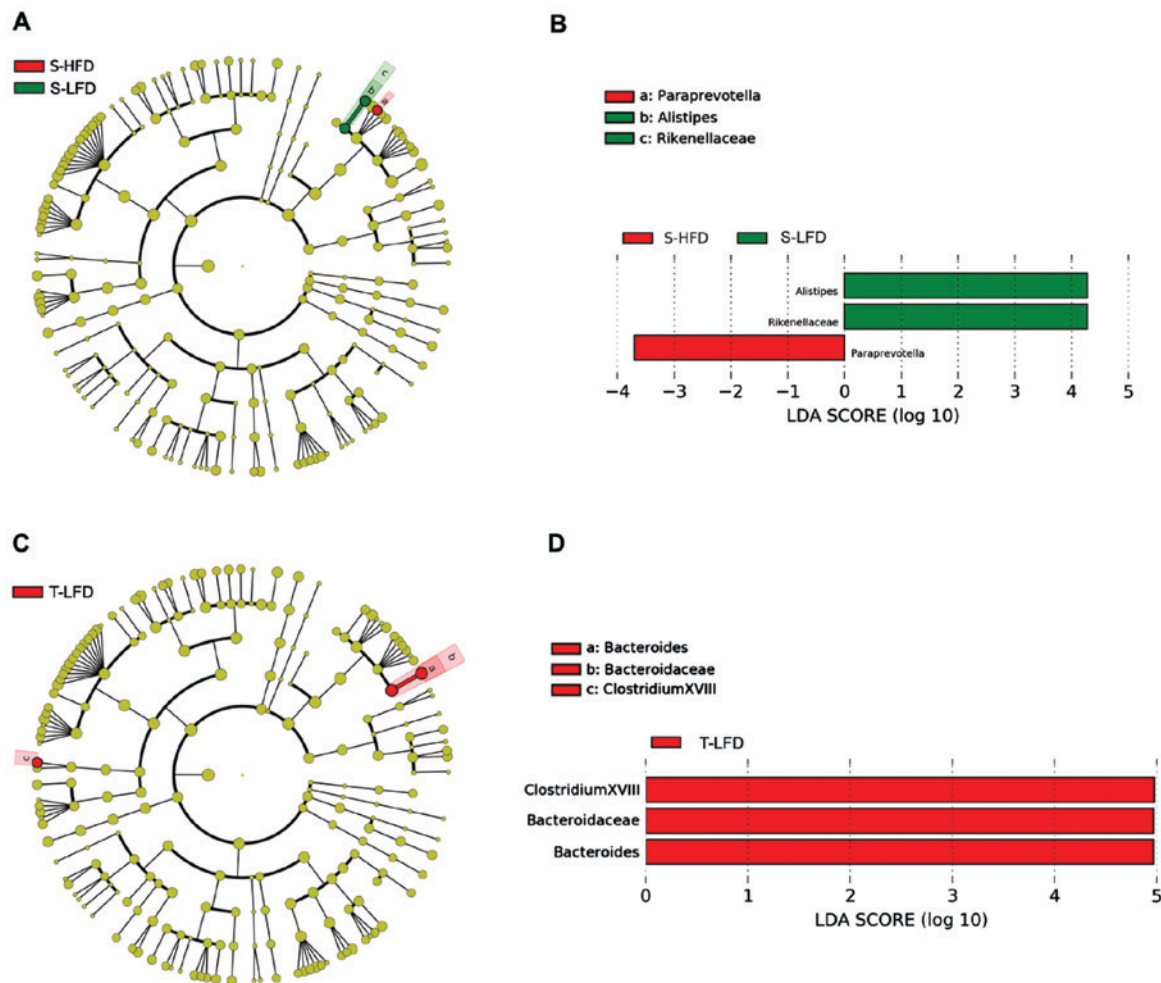 A
S-HFD
S-LFD
c
b
a
B
a: Paraprevotella
b: Alistipes
c: Rikenellaceae
S-HFD S-LFD
Alistipes
Rikenellaceae
Paraprevotella
−4 −3 −2 −1 0 1 2 3 4 5
LDA SCORE (log 10)
C
T-LFD
a b
c
D
a: Bacteroides
b: Bacteroidaceae
c: ClostridiumXVIII
T-LFD
ClostridiumXVIII
Bacteroidaceae
Bacteroides
0 1 2 3 4 5
LDA SCORE (log 10)